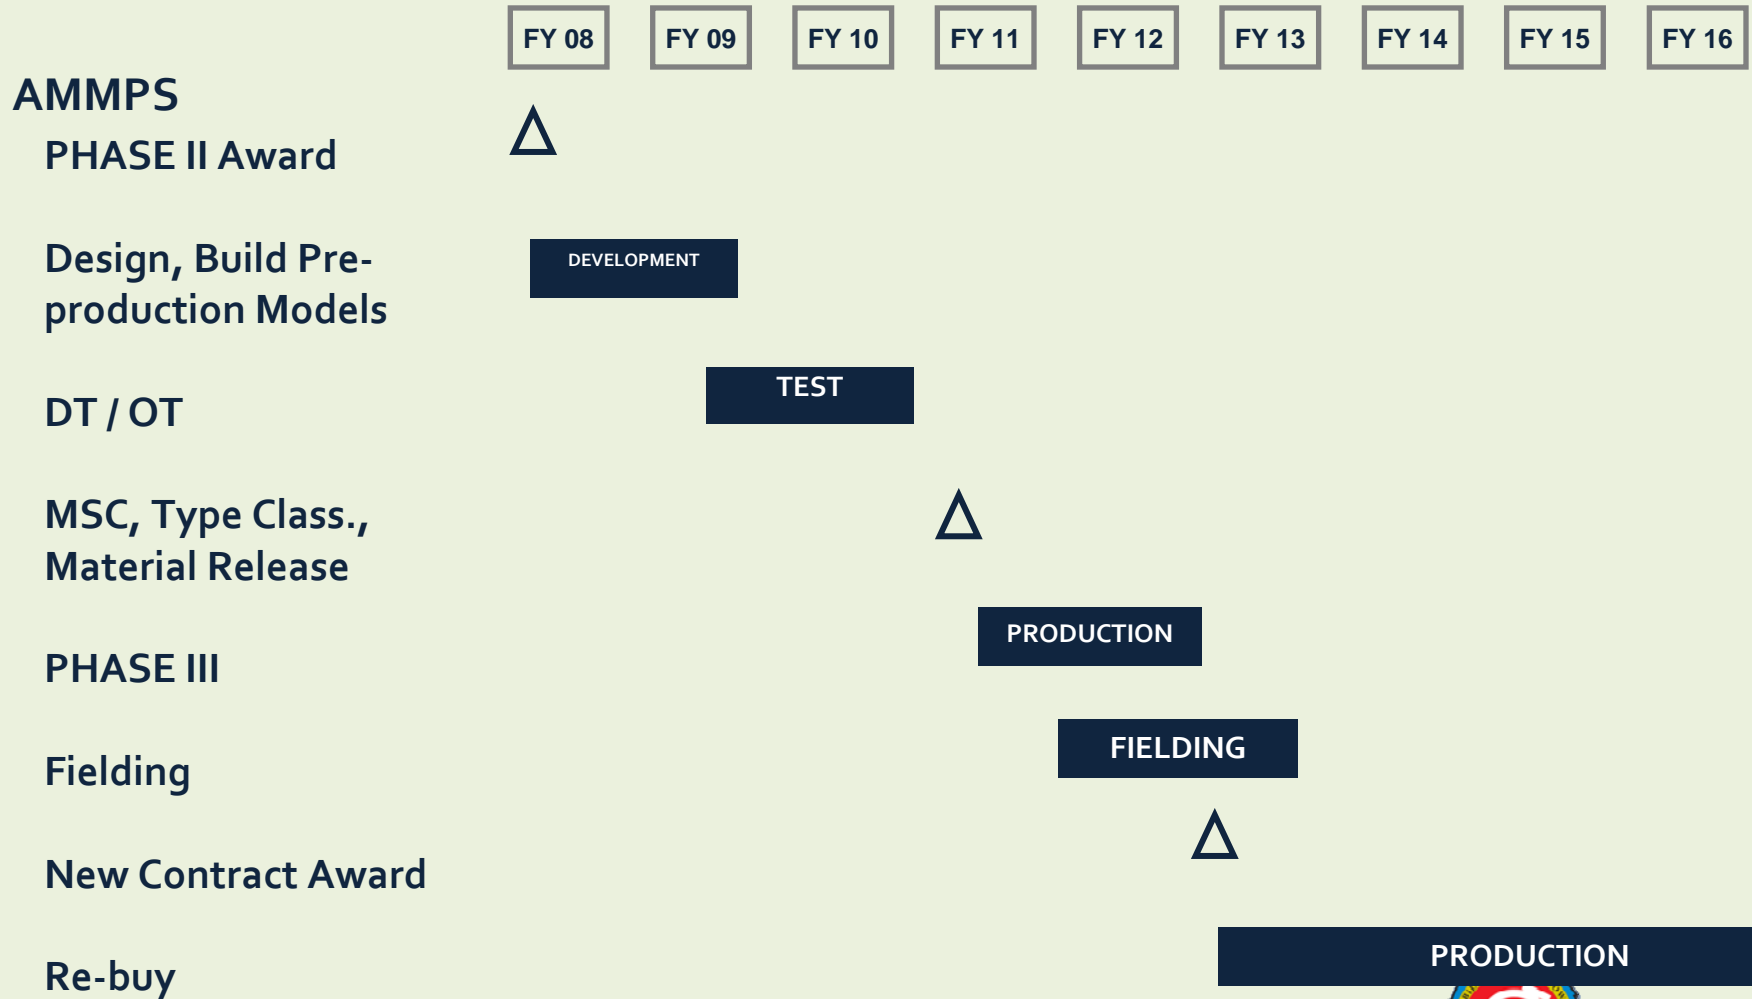 FY 08 FY 09 FY 10 FY 11 FY 12 FY 13 FY 14 FY 15 FY 16
AMMPS
PHASE II Award
Design, Build Pre-
production Models
DEVELOPMENT
DT / OT
TEST
MSC, Type Class.,
Material Release
PHASE III
PRODUCTION
Fielding
FIELDING
New Contract Award
Re-buy
PRODUCTION